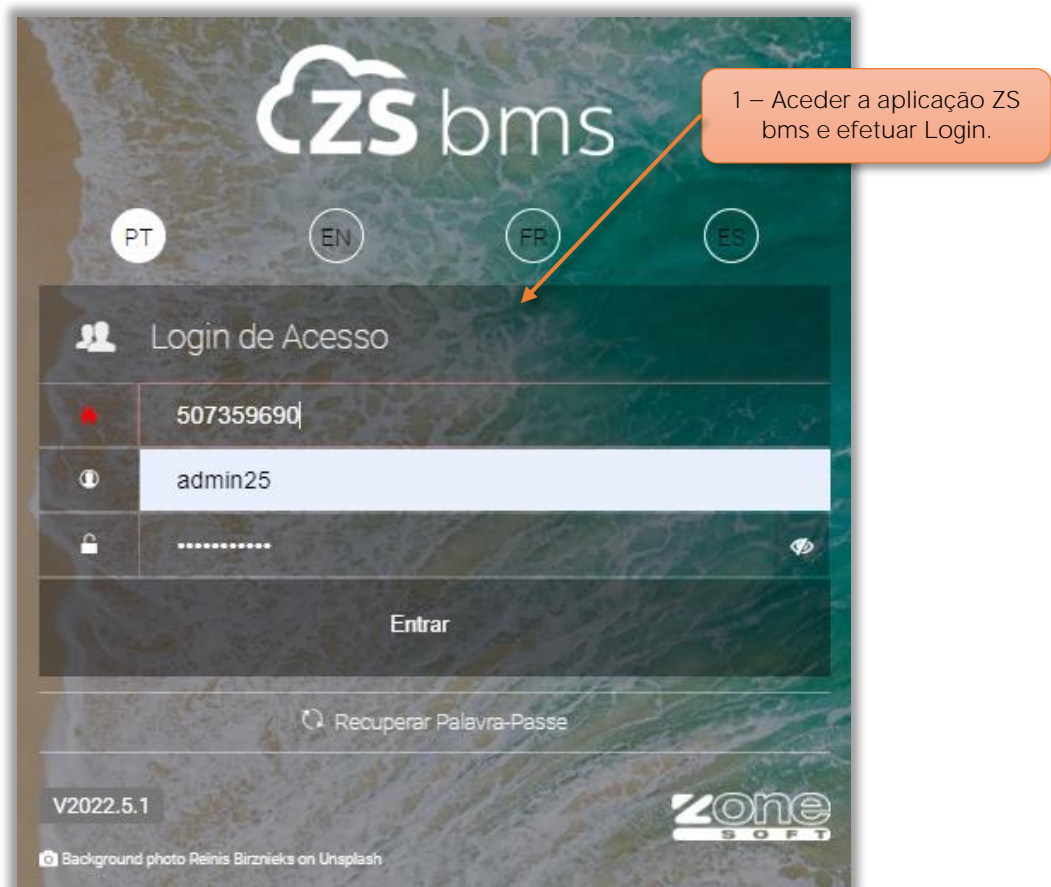 ZS bms
1 – Aceder a aplicação ZS
bms e efetuar Login.
PT
EN
FR
ES
Login de Acesso
507359690
admin25
•••••••••••
Entrar
Recuperar Palavra-Passe
V2022.5.1
zone
SOFT
Background photo Reinis Birznieks on Unsplash